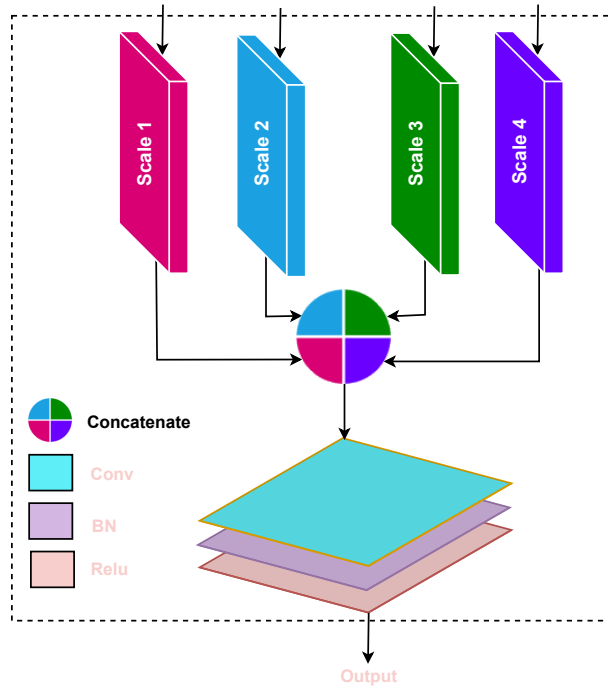 Scale 1
Scale 2
Scale 3
Scale 4
Concatenate
Conv
BN
Relu
Output